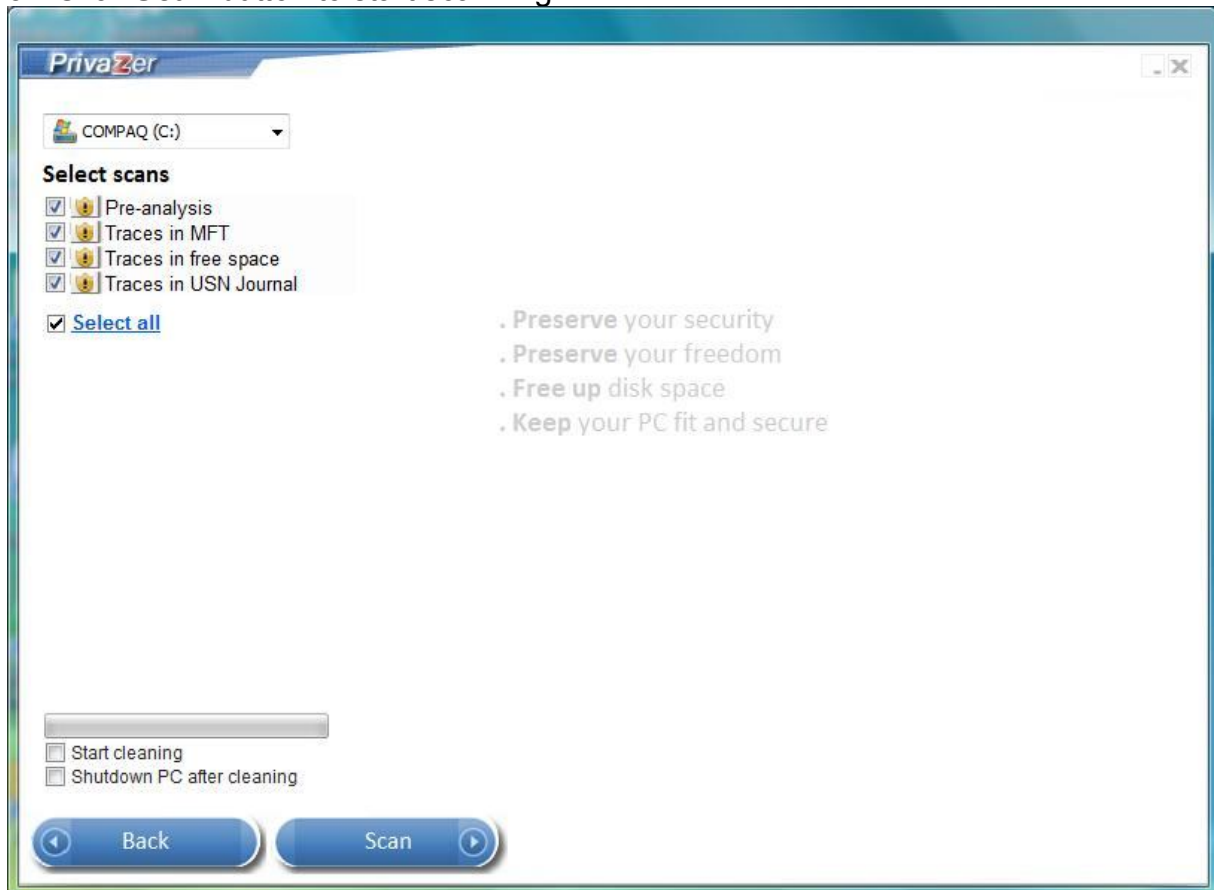 PrivaZer
COMPAQ (C:)
Select scans
Pre-analysis
Traces in MFT
Traces in free space
Traces in USN Journal
Select all
. Preserve your security
. Preserve your freedom
. Free up disk space
. Keep your PC fit and secure
Start cleaning
Shutdown PC after cleaning
Back
Scan